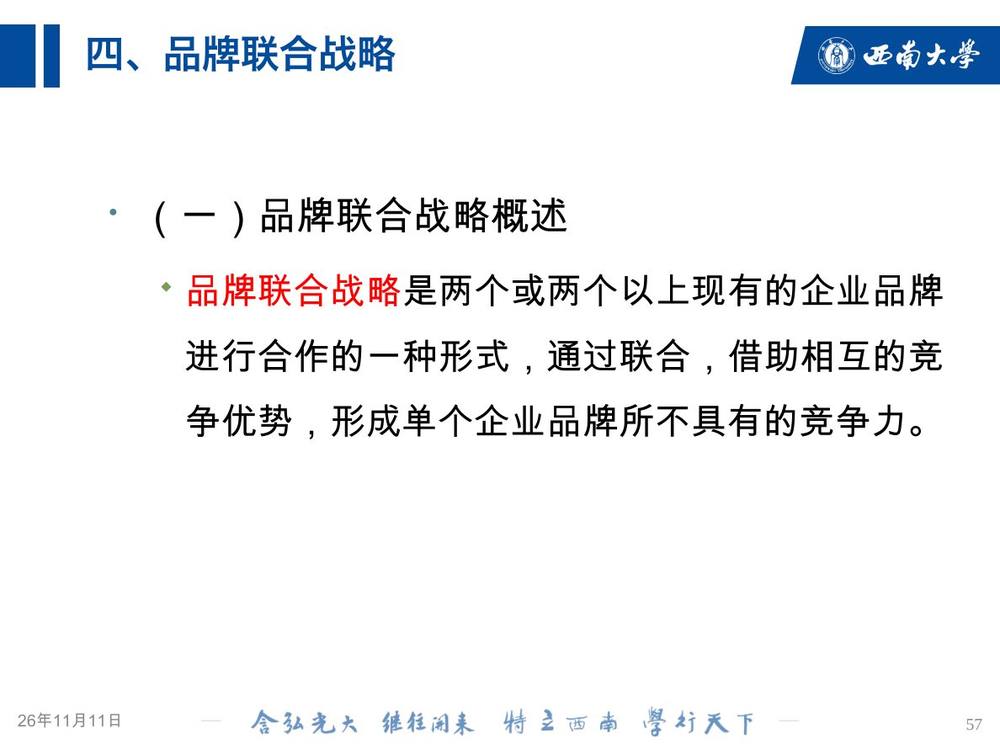 四、品牌联合战略
西南大学
（一）品牌联合战略概述
品牌联合战略是两个或两个以上现有的企业品牌
进行合作的一种形式，通过联合，借助相互的竞
争优势，形成单个企业品牌所不具有的竞争力。
26年11月11日
含弘光大 继往开来 特立西南 学行天下
57